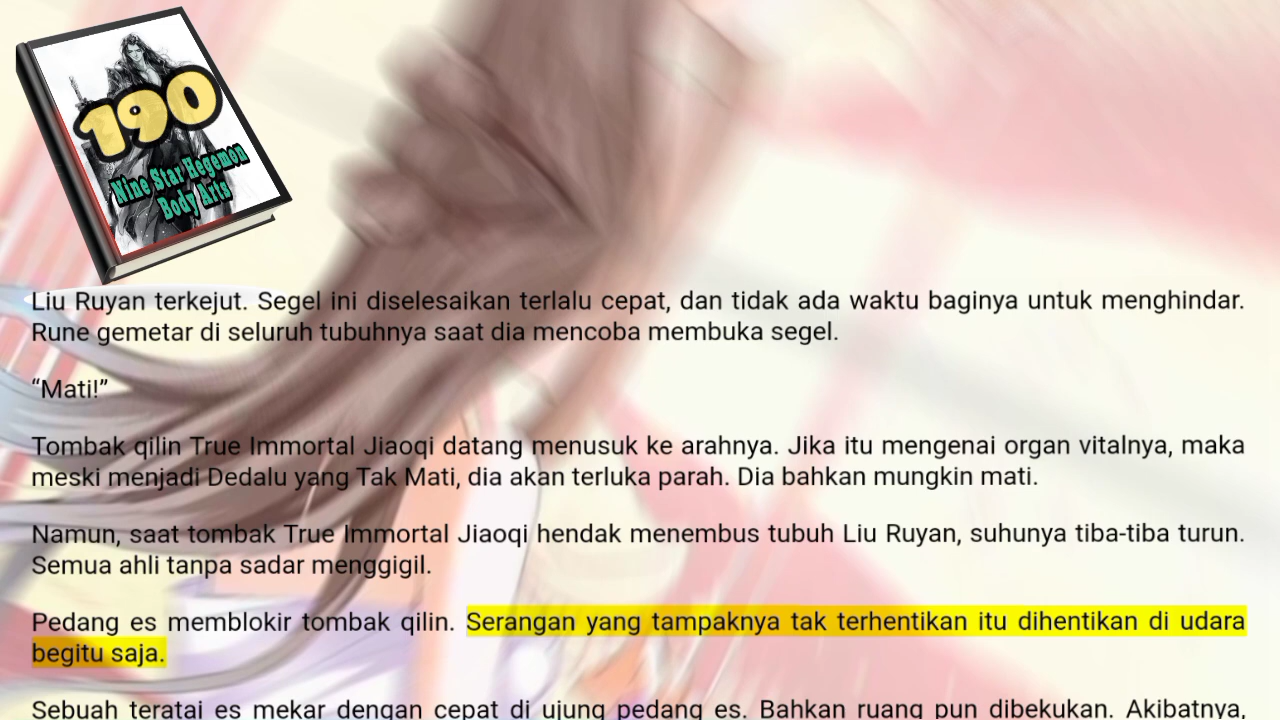 190
Nine Star Hegemon
Body Arts
Liu Ruyan terkejut. Segel ini diselesaikan terlalu cepat, dan tidak ada waktu baginya untuk menghindar.
Rune gemetar di seluruh tubuhnya saat dia mencoba membuka segel.
“Mati!”
Tombak qilin True Immortal Jiaoqi datang menusuk ke arahnya. Jika itu mengenai organ vitalnya, maka
meski menjadi Dedalu yang Tak Mati, dia akan terluka parah. Dia bahkan mungkin mati.
Namun, saat tombak True Immortal Jiaoqi hendak menembus tubuh Liu Ruyan, suhunya tiba-tiba turun.
Semua ahli tanpa sadar menggigil.
Pedang es memblokir tombak qilin. Serangan yang tampaknya tak terhentikan itu dihentikan di udara
begitu saja.
Sebuah teratai es mekar dengan cepat di ujung pedang es. Bahkan ruang pun dibekukan. Akibatnya,